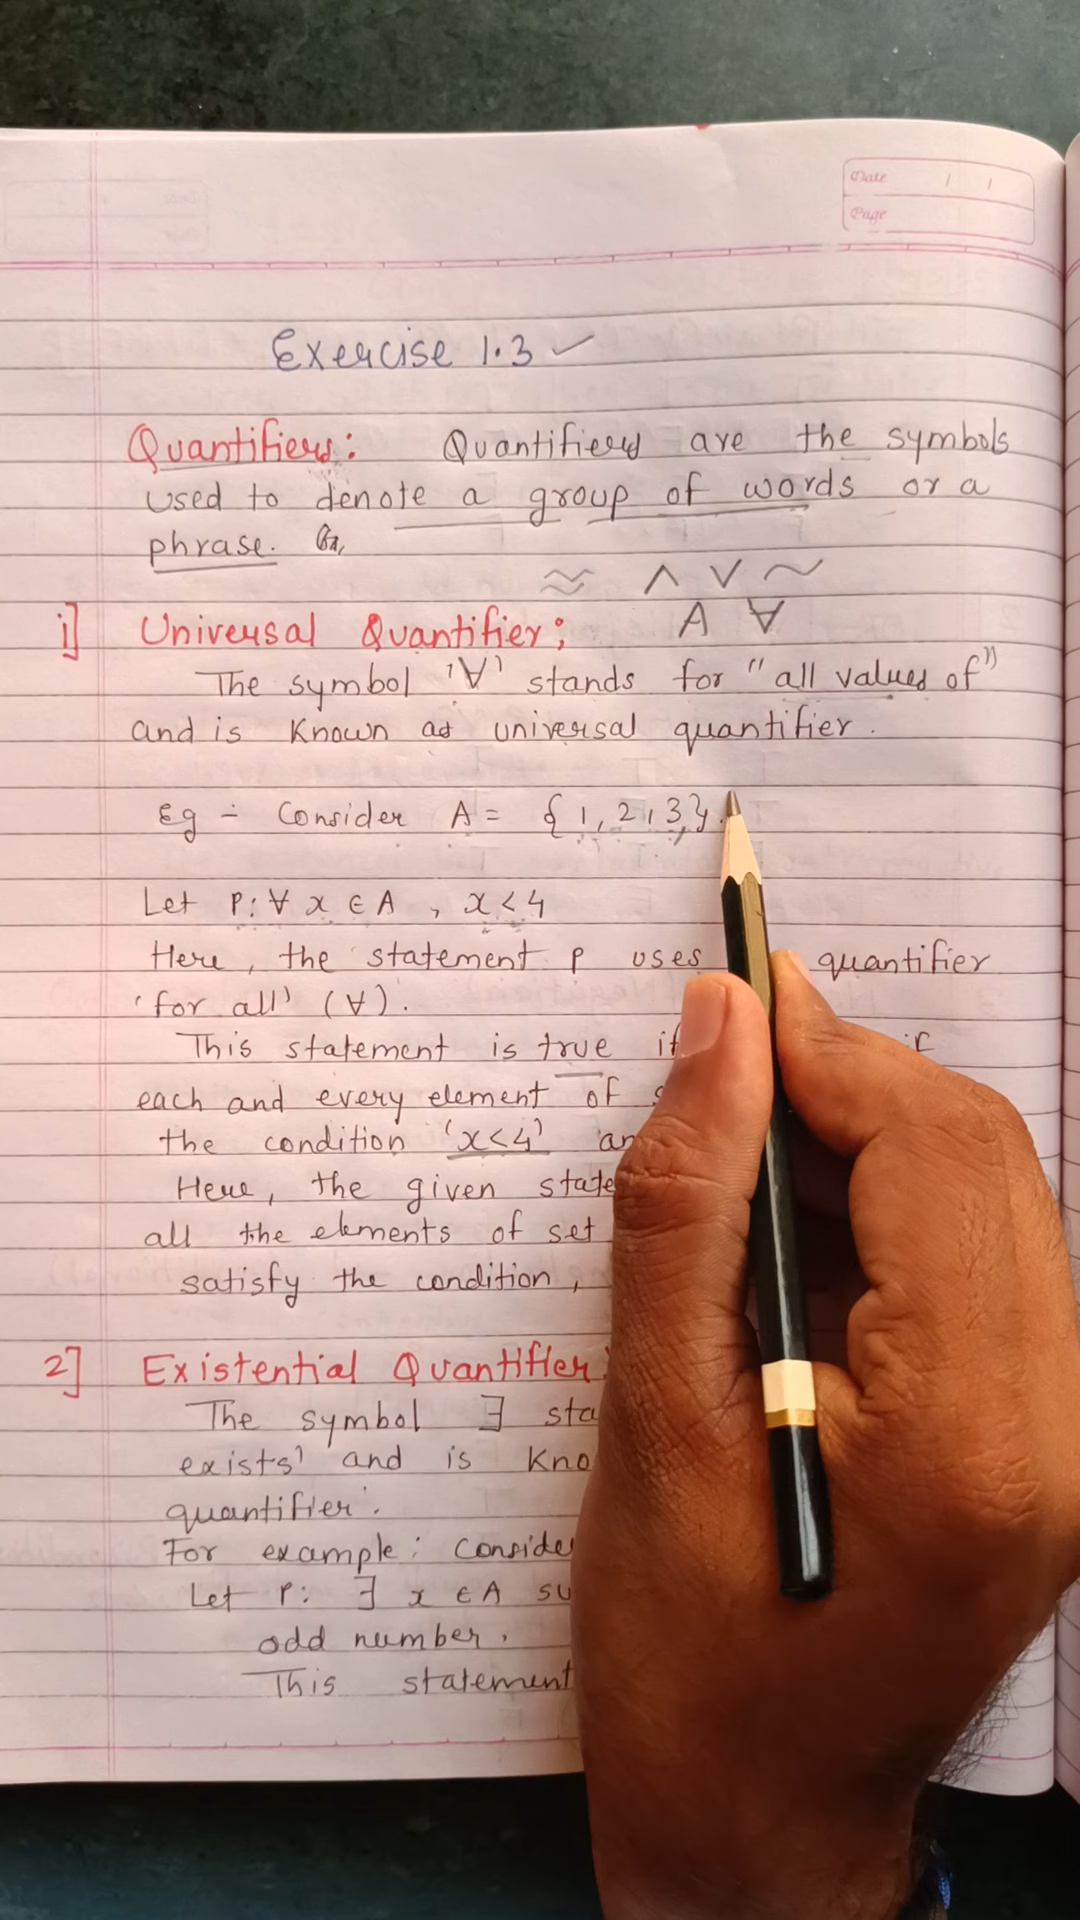 Date / /
Page
Exercise 1.3 ✓
Quantifiers: Quantifiers are the symbols
used to denote a group of words or a
phrase.
≈ ∧ ∨ ~
i] Universal Quantifier; A ∀
The symbol '∀' stands for "all values of"
and is known as universal quantifier.
Eg - Consider A = {1, 2, 3,}.
Let P: ∀ x ∈ A , x < 4
Here, the statement p uses quantifier
'for all' (∀).
This statement is true if
each and every element of
the condition 'x<4'
Here, the given
all the elements of set
satisfy the condition,
2] Existential Quantifier:
The symbol ∃
exists' and is
quantifier'.
For example:
Let P: ∃ x ∈ A
odd number.
This statement